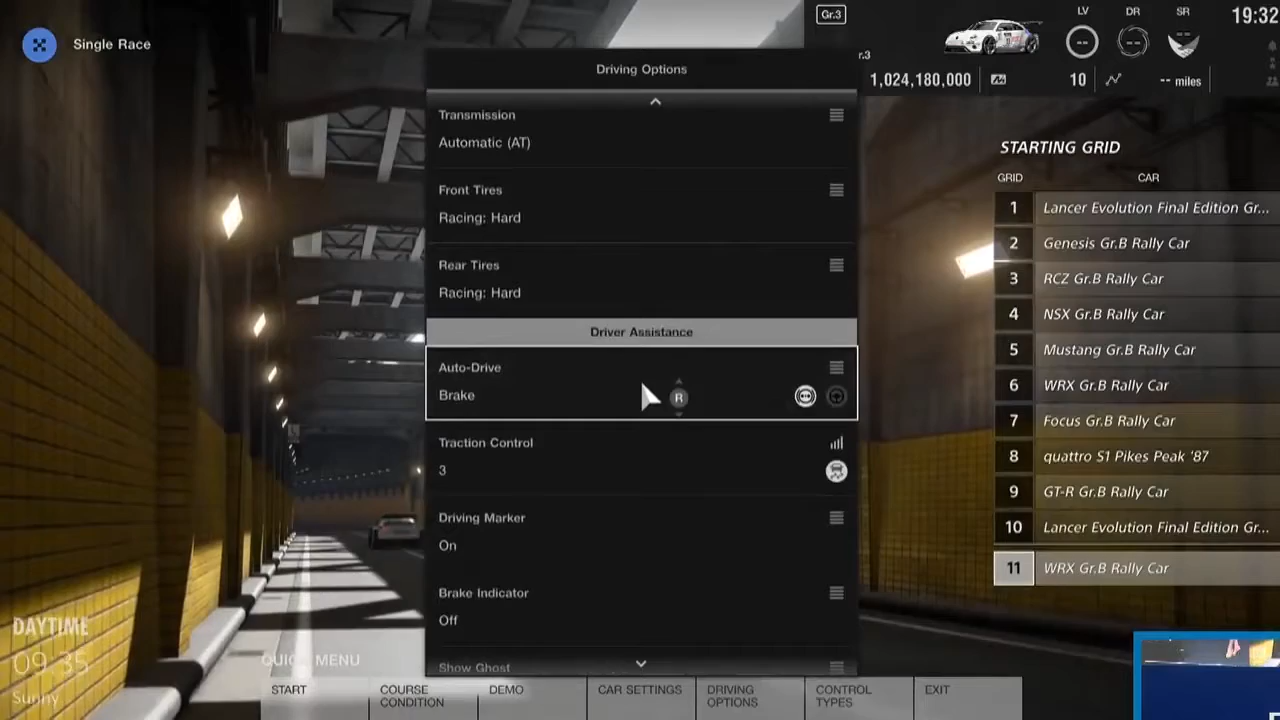 Single Race
Gr.3
LV
DR
SR
19:32
r.3
1,024,180,000
10
-- miles
Driving Options
Transmission
Automatic (AT)
Front Tires
Racing: Hard
Rear Tires
Racing: Hard
Driver Assistance
Auto-Drive
Brake
R
Traction Control
3
Driving Marker
On
Brake Indicator
Off
Show Ghost
STARTING GRID
GRID
CAR
1 Lancer Evolution Final Edition Gr...
2 Genesis Gr.B Rally Car
3 RCZ Gr.B Rally Car
4 NSX Gr.B Rally Car
5 Mustang Gr.B Rally Car
6 WRX Gr.B Rally Car
7 Focus Gr.B Rally Car
8 quattro S1 Pikes Peak '87
9 GT-R Gr.B Rally Car
10 Lancer Evolution Final Edition Gr...
11 WRX Gr.B Rally Car
DAYTIME
09:35
Sunny
QUICK MENU
START
COURSE
CONDITION
DEMO
CAR SETTINGS
DRIVING
OPTIONS
CONTROL
TYPES
EXIT